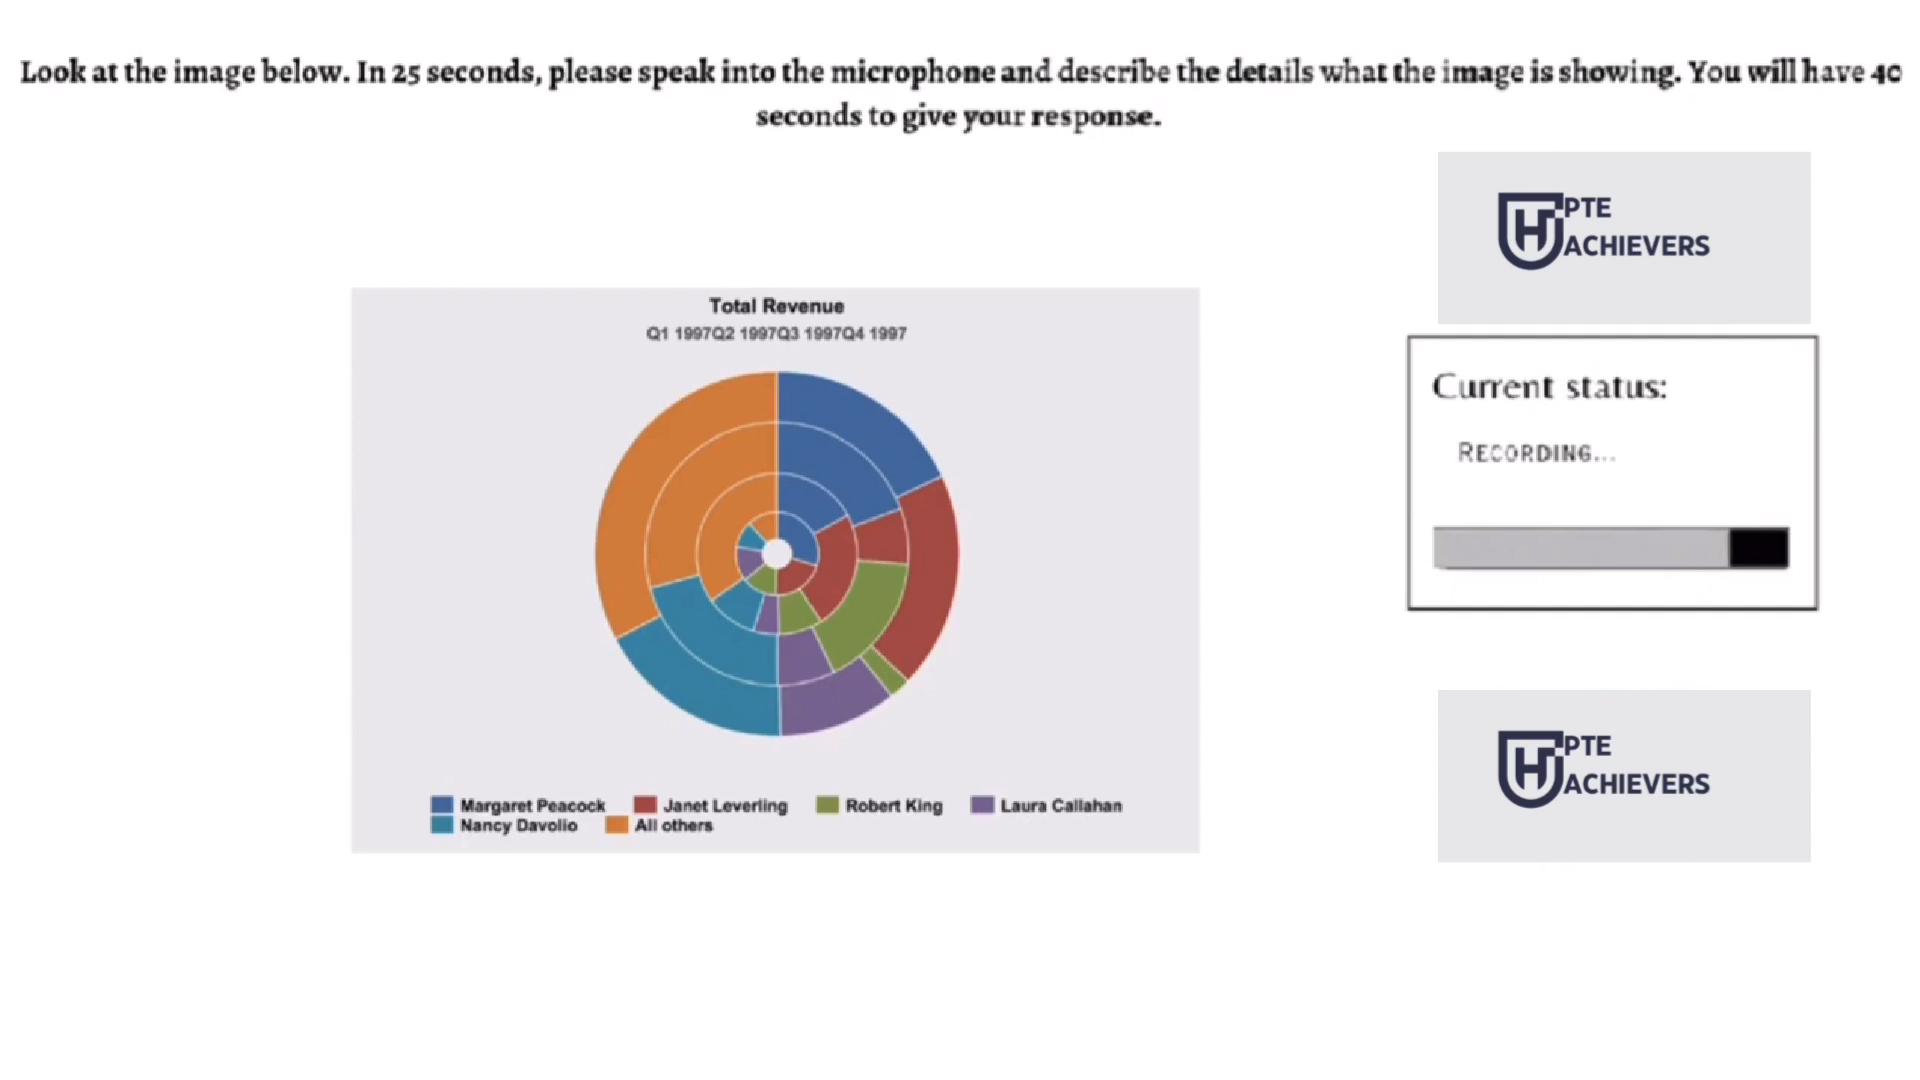 Look at the image below. In 25 seconds, please speak into the microphone and describe the details what the image is showing. You will have 40
seconds to give your response.
PTE
ACHIEVERS
Total Revenue
Q1 1997Q2 1997Q3 1997Q4 1997
Current status:
RECORDING...
PTE
ACHIEVERS
Margaret Peacock Janet Leverling Robert King Laura Callahan
Nancy Davolio All others